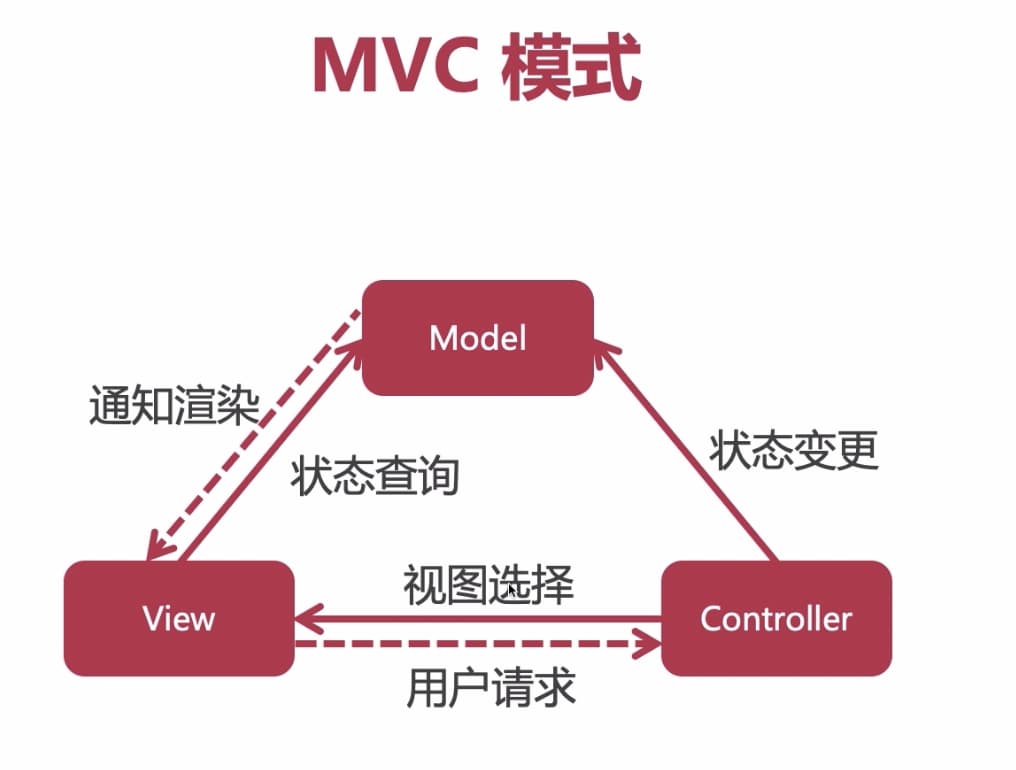 MVC 模式
Model
通知渲染
状态查询
状态变更
视图选择
View
Controller
用户请求